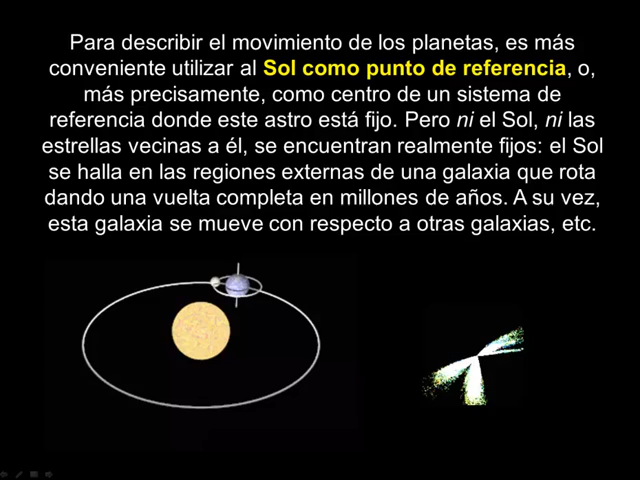 Para describir el movimiento de los planetas, es más
conveniente utilizar al Sol como punto de referencia, o,
más precisamente, como centro de un sistema de
referencia donde este astro está fijo. Pero ni el Sol, ni las
estrellas vecinas a él, se encuentran realmente fijos: el Sol
se halla en las regiones externas de una galaxia que rota
dando una vuelta completa en millones de años. A su vez,
esta galaxia se mueve con respecto a otras galaxias, etc.